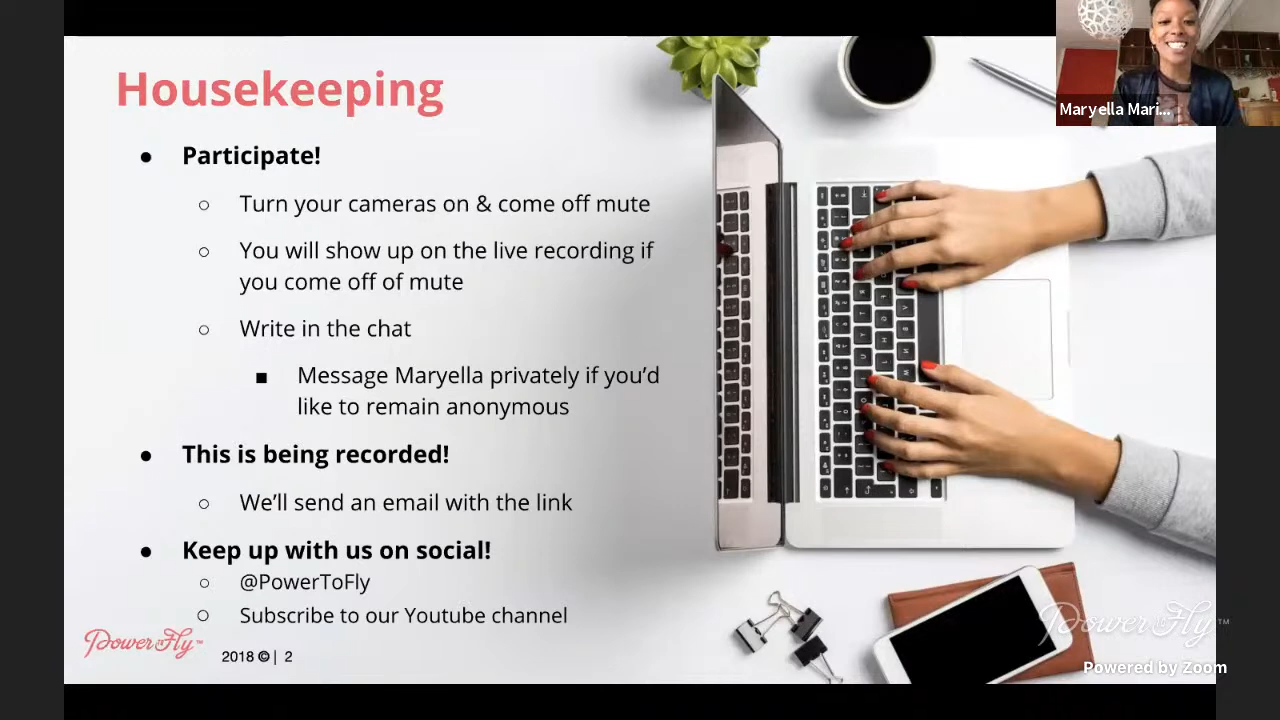 Housekeeping
Maryella Mari...
● Participate!
○ Turn your cameras on & come off mute
○ You will show up on the live recording if
you come off of mute
○ Write in the chat
■ Message Maryella privately if you’d
like to remain anonymous
● This is being recorded!
○ We’ll send an email with the link
● Keep up with us on social!
○ @PowerToFly
○ Subscribe to our Youtube channel
PowerToFly™
2018 © | 2
PowerToFly™
Powered by Zoom